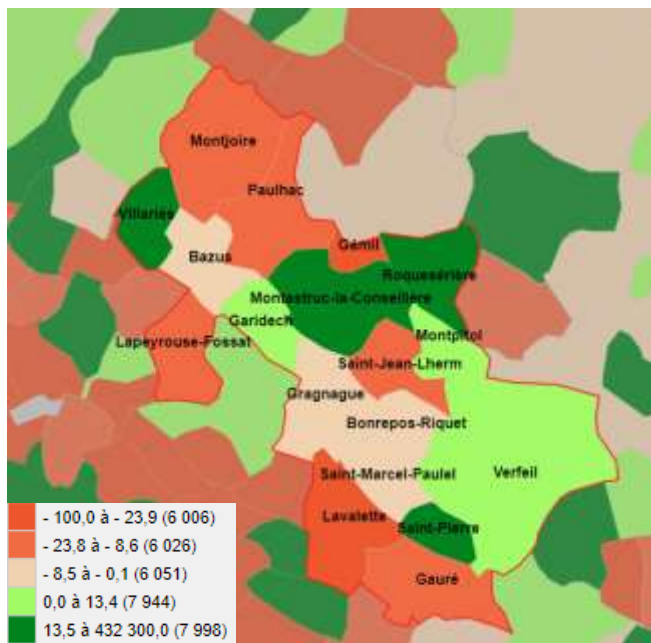 Montjoire
Paulhac
Villariès
Gémil
Bazus
Roquesérière
Montastruc-la-Conseillère
Garidech
Montpitol
Lapeyrouse-Fossat
Saint-Jean-Lherm
Gragnague
Bonrepos-Riquet
Saint-Marcel-Paulel
Verfeil
Lavalette
Saint-Pierre
Gauré
- 100,0 à - 23,9 (6 006)
- 23,8 à - 8,6 (6 026)
- 8,5 à - 0,1 (6 051)
0,0 à 13,4 (7 944)
13,5 à 432 300,0 (7 998)